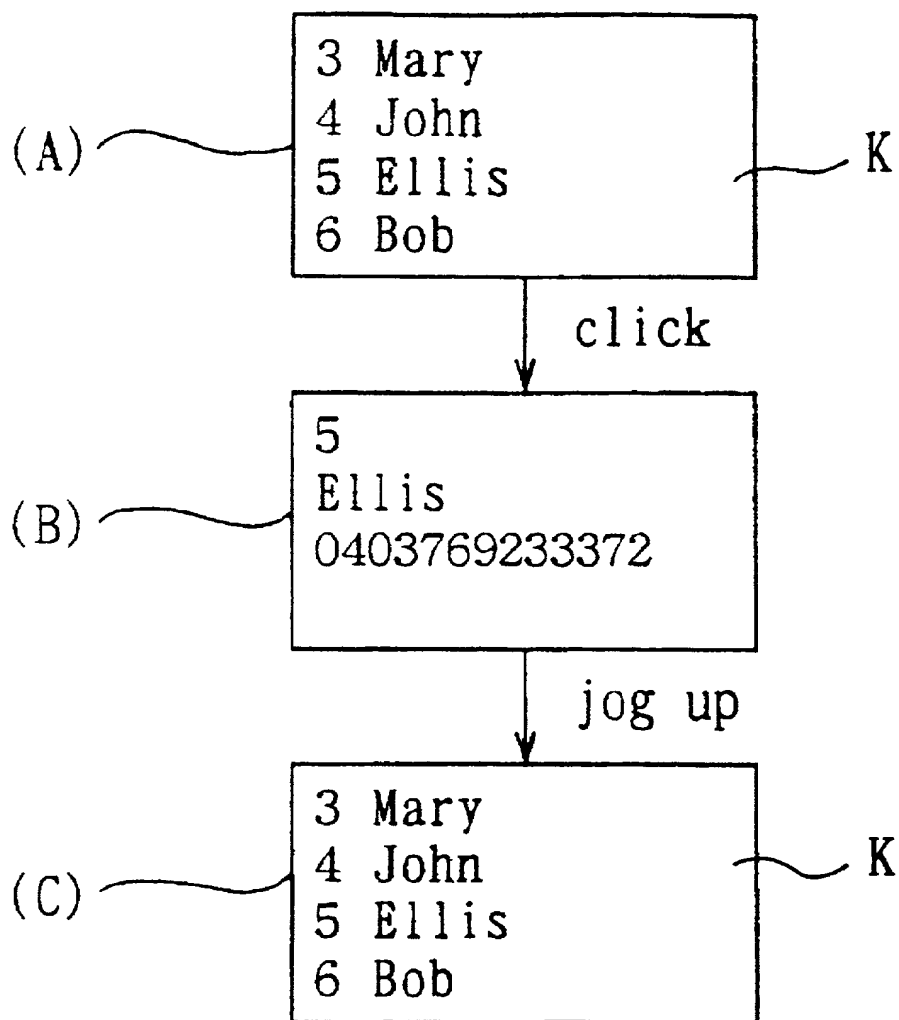 3 Mary
4 John
5 Ellis
6 Bob
(A)
K
click
5
Ellis
0403769233372
(B)
jog up
3 Mary
4 John
5 Ellis
6 Bob
(C)
K